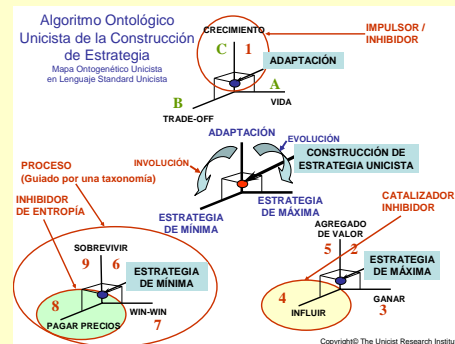 Algoritmo Ontológico
Unicista de la Construcción
de Estrategia
Mapa Ontogenético Unicista
en Lenguaje Standard Unicista
CRECIMIENTO
C 1
IMPULSOR /
INHIBIDOR
ADAPTACIÓN
A
B
VIDA
TRADE-OFF
ADAPTACIÓN
EVOLUCIÓN
INVOLUCIÓN
CONSTRUCCIÓN DE
ESTRATEGIA UNICISTA
ESTRATEGIA
DE MÍNIMA
ESTRATEGIA
DE MÁXIMA
PROCESO
(Guiado por una taxonomía)
INHIBIDOR
DE ENTROPÍA
SOBREVIVIR
9 6
ESTRATEGIA
DE MÍNIMA
8
WIN-WIN
7
PAGAR PRECIOS
CATALIZADOR
INHIBIDOR
AGREGADO
DE VALOR
5 2
ESTRATEGIA
DE MÁXIMA
4
GANAR
3
INFLUIR
Copyright© The Unicist Research Institu